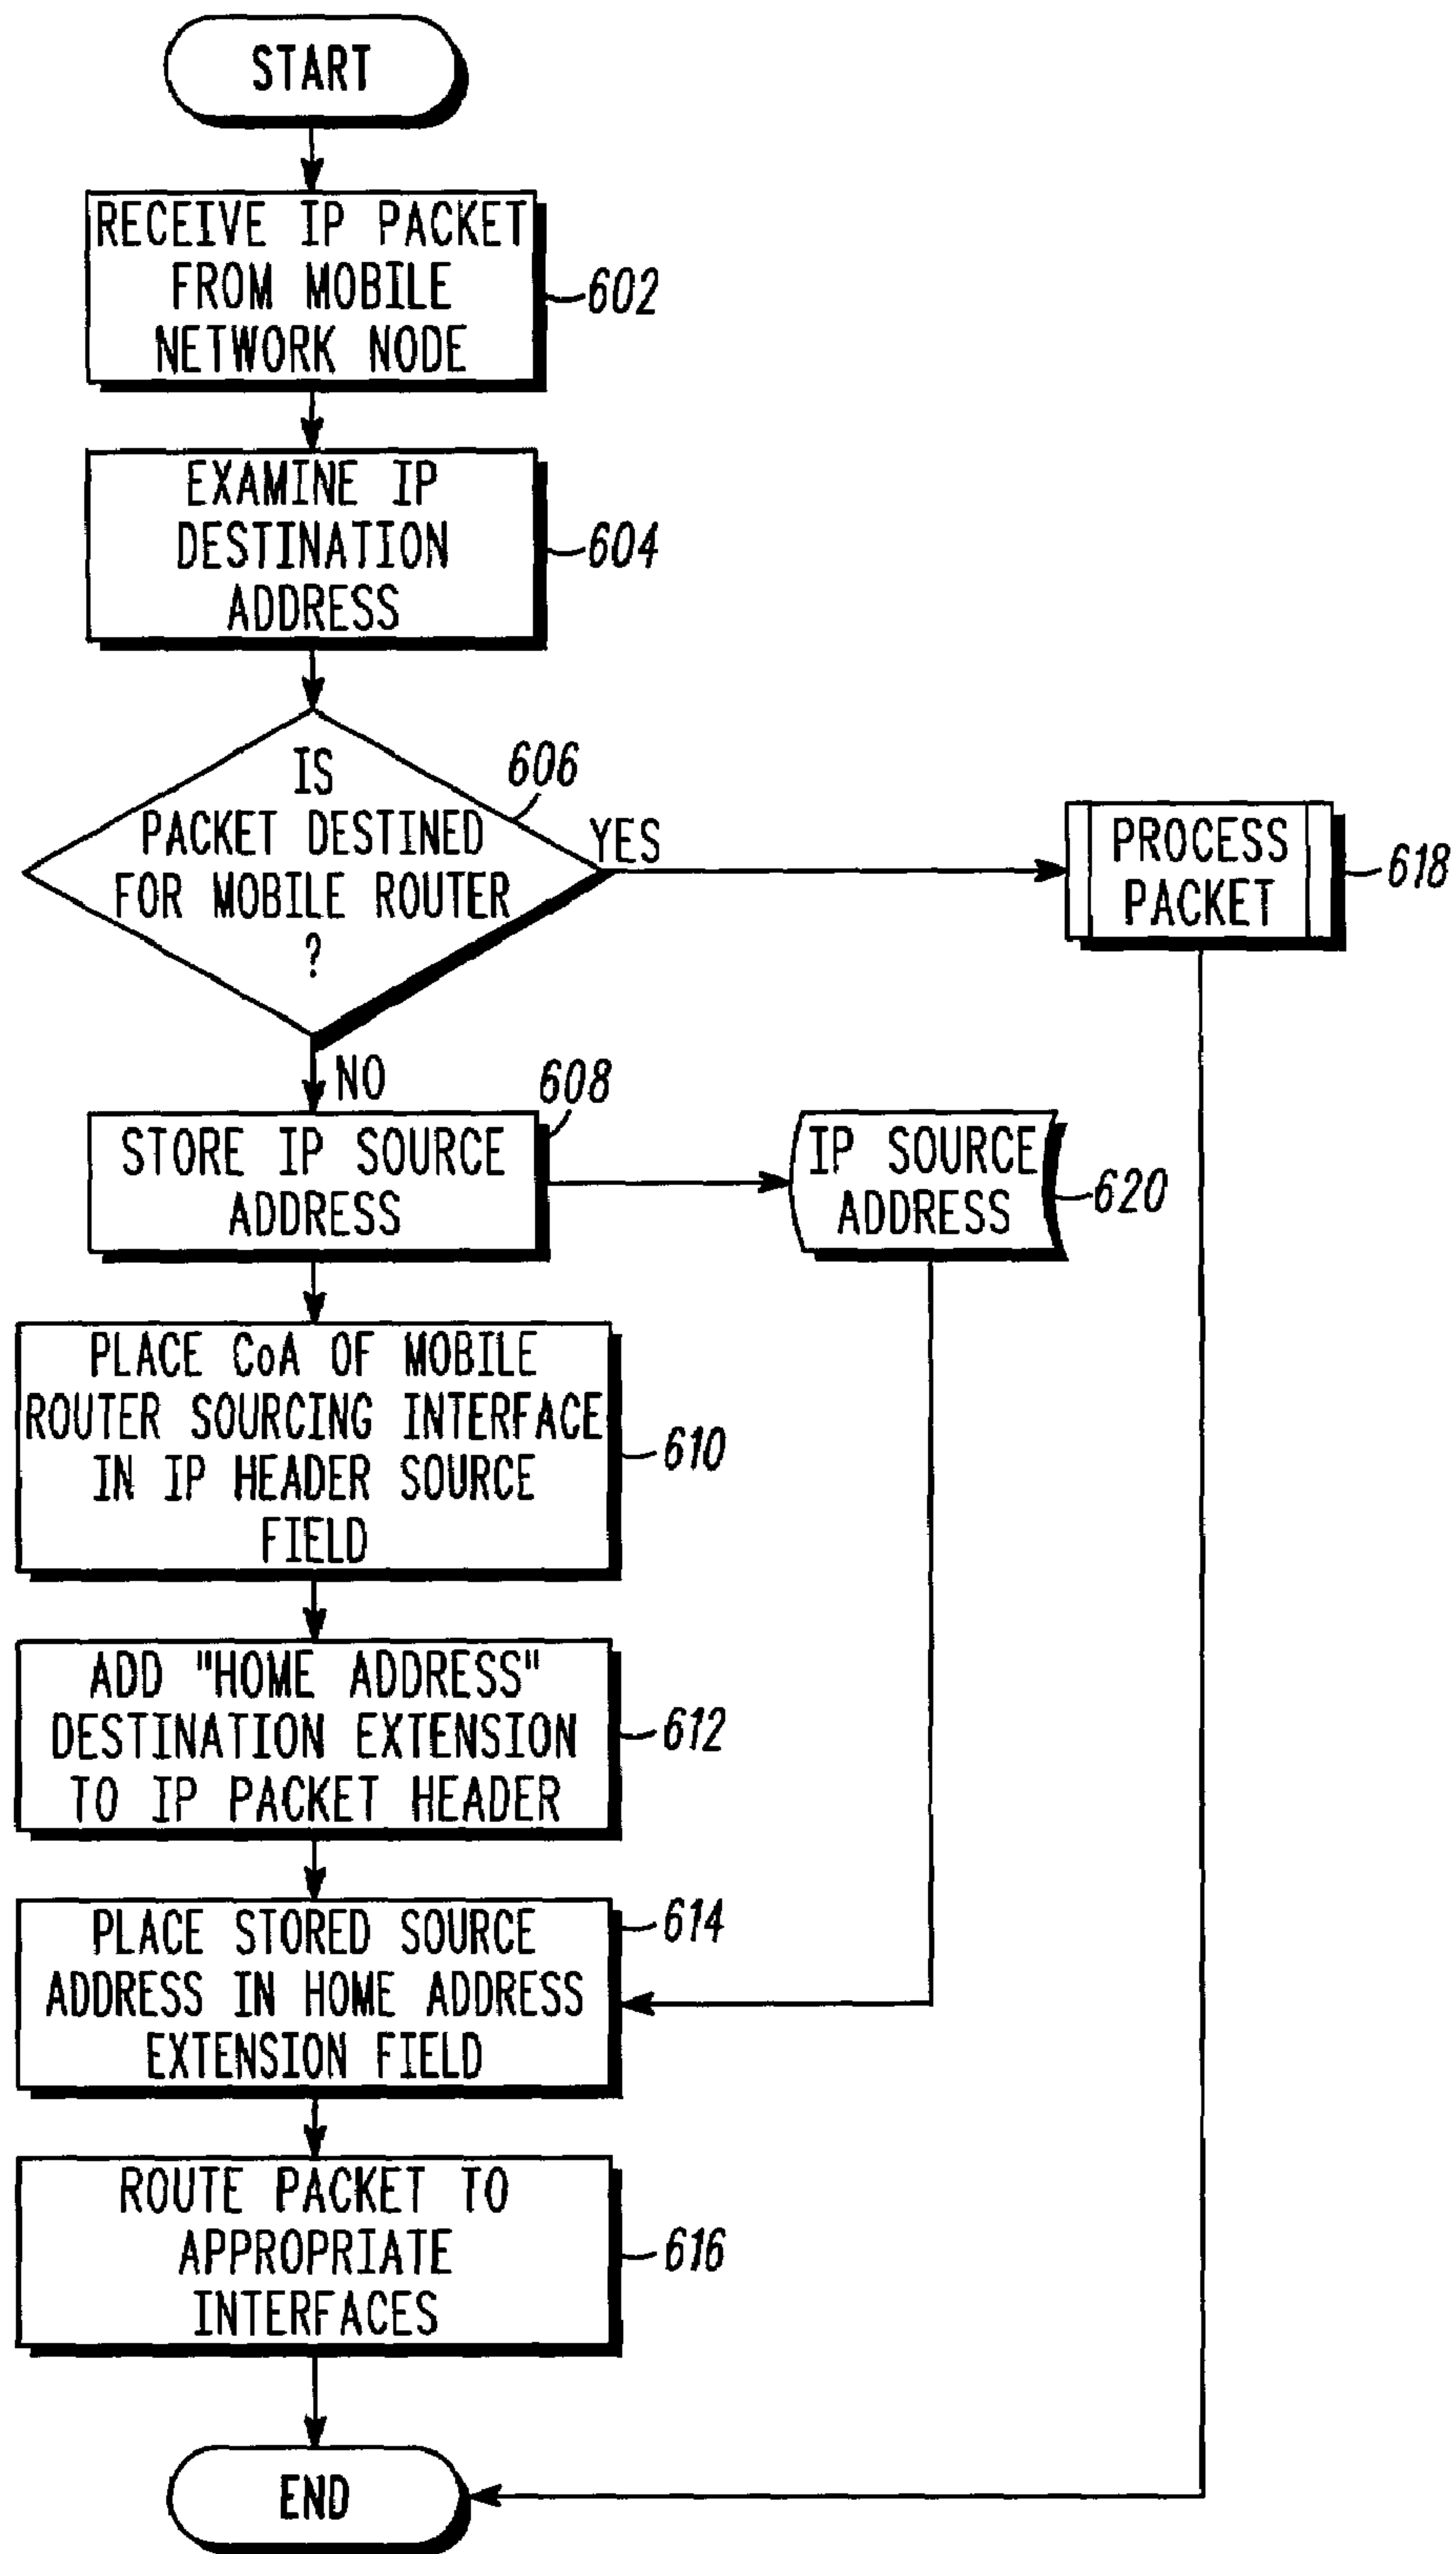 START
RECEIVE IP PACKET
FROM MOBILE
NETWORK NODE
602
EXAMINE IP
DESTINATION
ADDRESS
604
IS
PACKET DESTINED
FOR MOBILE ROUTER
?
606
YES
PROCESS
PACKET
618
NO
608
STORE IP SOURCE
ADDRESS
IP SOURCE
ADDRESS
620
PLACE CoA OF MOBILE
ROUTER SOURCING INTERFACE
IN IP HEADER SOURCE
FIELD
610
ADD "HOME ADDRESS"
DESTINATION EXTENSION
TO IP PACKET HEADER
612
PLACE STORED SOURCE
ADDRESS IN HOME ADDRESS
EXTENSION FIELD
614
ROUTE PACKET TO
APPROPRIATE
INTERFACES
616
END